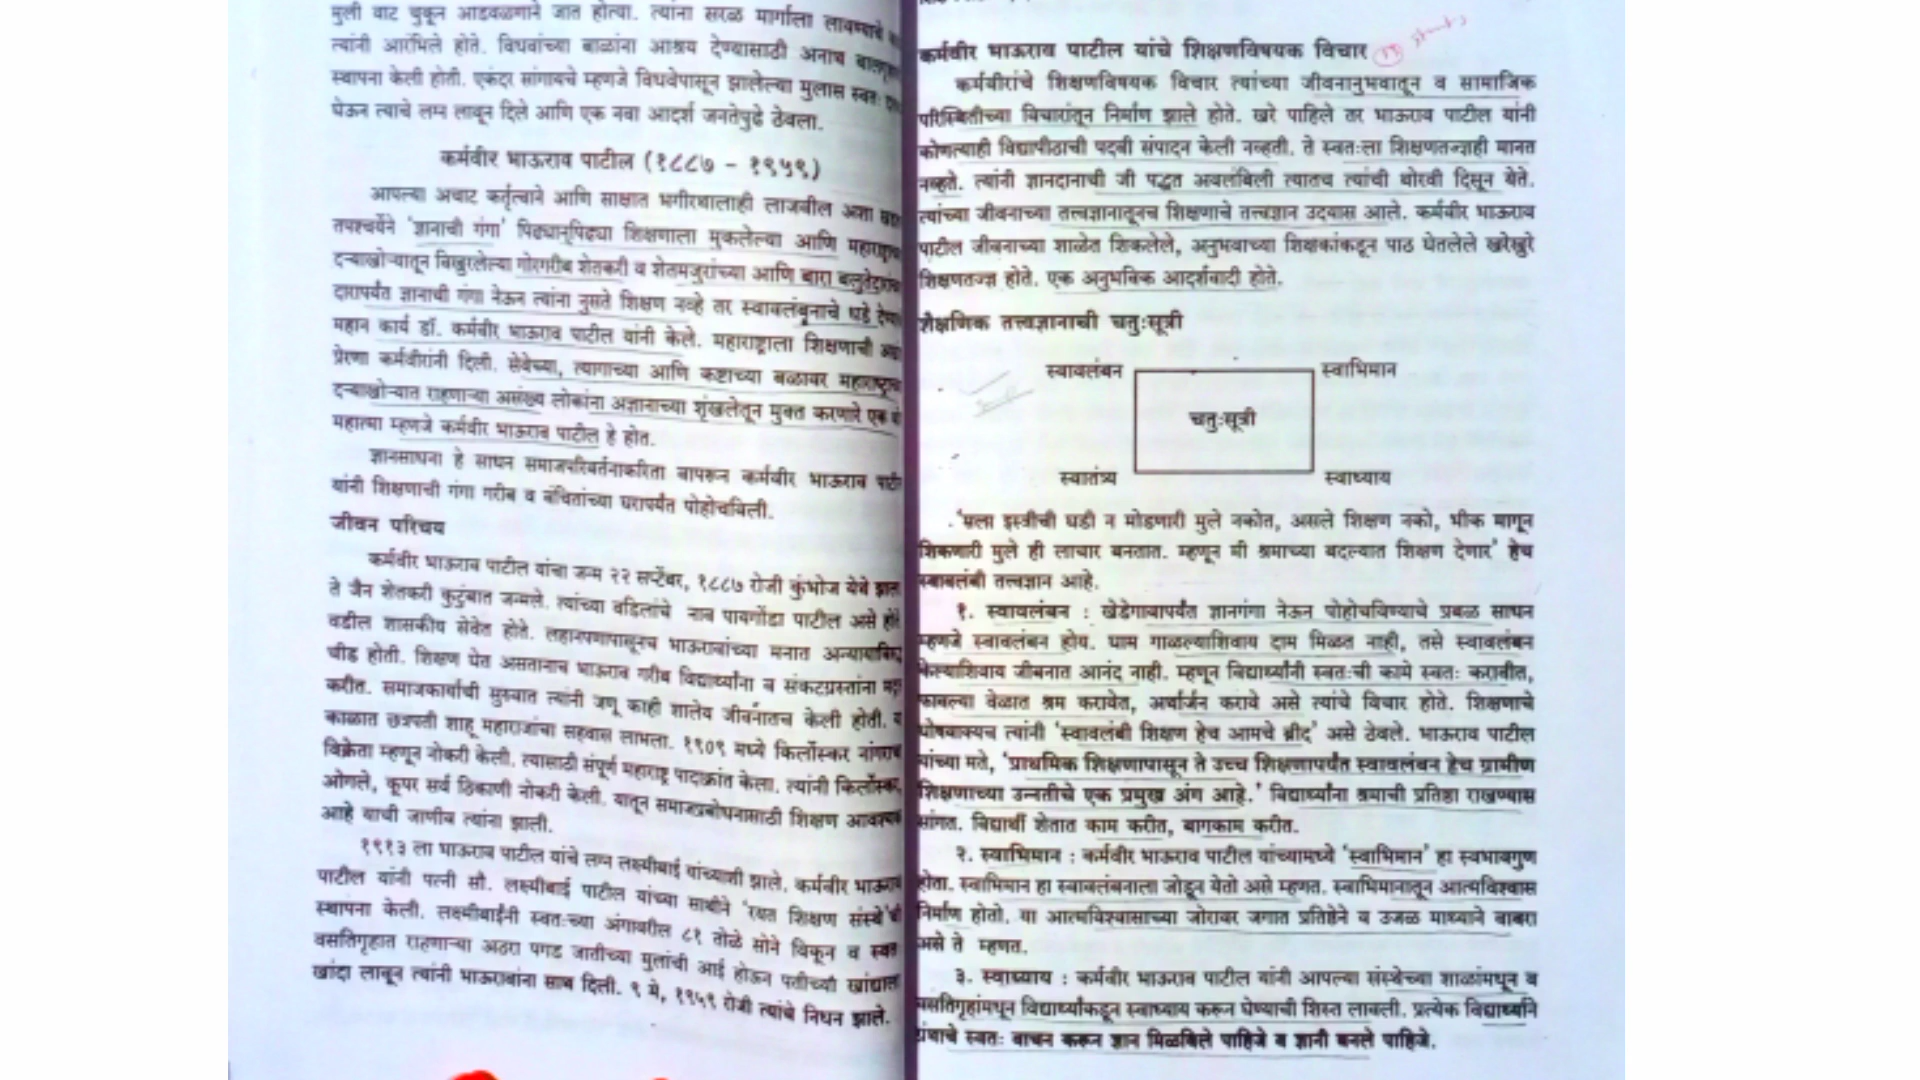 मुली वाट चुकून आडवळणाने जात होत्या. त्यांना सरळ मार्गाला लावण्याचे
त्यांनी आरंभिले होते. विधवांच्या बाळांना आश्रय देण्यासाठी अनाथ
स्थापना केली होती. एकंदर सांगायचे म्हणजे विधवेपासून झालेल्या मुलास स्वतः
घेऊन त्याचे लग्न लावून दिले आणि एक नवा आदर्श जनतेपुढे ठेवला.
कर्मवीर भाऊराव पाटील (१८८७ - १९५९)
आपल्या अचाट कर्तृत्वाने आणि साक्षात भगीरथालाही लाजवील अशा
तपश्चर्येने 'ज्ञानाची गंगा' पिढ्यान्‌पिढ्या शिक्षणाला मुकलेल्या आणि
दऱ्याखोऱ्यातून विखुरलेल्या गोरगरीब शेतकरी व शेतमजुरांच्या आणि बारा
दारापर्यंत ज्ञानाची गंगा नेऊन त्यांना नुसते शिक्षण नव्हे तर स्वावलंबनाचे धडे
महान कार्य डॉ. कर्मवीर भाऊराव पाटील यांनी केले. महाराष्ट्राला शिक्षणाची
प्रेरणा कर्मवीरांनी दिली. सेवेच्या, त्यागाच्या आणि कष्टाच्या बळावर
दऱ्याखोऱ्यात राहणाऱ्या असंख्य लोकांना अज्ञानाच्या शृंखलेतून मुक्त करणारे एक
महात्मा म्हणजे कर्मवीर भाऊराव पाटील हे होत.
ज्ञानसाधना हे साधन समाजपरिवर्तनाकरिता वापरून कर्मवीर भाऊराव
यांनी शिक्षणाची गंगा गरीब व वंचितांच्या घरापर्यंत पोहोचविली.
जीवन परिचय
कर्मवीर भाऊराव पाटील यांचा जन्म २२ सप्टेंबर, १८८७ रोजी कुंभोज येथे
ते जैन शेतकरी कुटुंबात जन्मले. त्यांच्या वडिलांचे नाव पायगोंडा पाटील असे
वडील शासकीय सेवेत होते. लहानपणापासूनच भाऊरावांच्या मनात
चीड होती. शिक्षण घेत असतानाच भाऊराव गरीब विद्यार्थ्यांना व संकटग्रस्तांना
करीत. समाजकार्याची सुरुवात त्यांनी जणू काही शालेय जीवनातच केली होती.
काळात छत्रपती शाहू महाराजांचा सहवास लाभला. १९०९ मध्ये किर्लोस्कर
विक्रेता म्हणून नोकरी केली. त्यासाठी संपूर्ण महाराष्ट्र पादाक्रांत केला. त्यांनी
ओगले, कूपर सर्व ठिकाणी नोकरी केली. यातून समाजप्रबोधनासाठी शिक्षण
आहे याची जाणीव त्यांना झाली.
१९१३ ला भाऊराव पाटील यांचे लग्न लक्ष्मीबाई यांच्याशी झाले. कर्मवीर
पाटील यांनी पत्नी सौ. लक्ष्मीबाई पाटील यांच्या साथीने 'रयत शिक्षण
स्थापना केली. लक्ष्मीबाईंनी स्वतःच्या अंगावरील ८१ तोळे सोने विकून व
वसतिगृहात राहणाऱ्या अठरा पगड जातीच्या मुलांची आई होऊन पतीच्या
खांदा लावून त्यांनी भाऊरावांना साथ दिली. ९ मे, १९५९ रोजी त्यांचे निधन झाले.
कर्मवीर भाऊराव पाटील यांचे शिक्षणविषयक विचार
कर्मवीरांचे शिक्षणविषयक विचार त्यांच्या जीवनानुभवातून व सामाजिक
परिस्थितीच्या विचारांतून निर्माण झाले होते. खरे पाहिले तर भाऊराव पाटील यांनी
कोणत्याही विद्यापीठाची पदवी संपादन केली नव्हती. ते स्वतःला शिक्षणतज्ज्ञही मानत
नव्हते. त्यांनी ज्ञानदानाची जी पद्धत अवलंबिली त्यातच त्यांची थोरवी दिसून येते.
त्यांच्या जीवनाच्या तत्त्वज्ञानातूनच शिक्षणाचे तत्त्वज्ञान उदयास आले. कर्मवीर भाऊराव
पाटील जीवनाच्या शाळेत शिकलेले, अनुभवाच्या शिक्षकांकडून पाठ घेतलेले खरेखुरे
शिक्षणतज्ज्ञ होते. एक अनुभविक आदर्शवादी होते.
शैक्षणिक तत्त्वज्ञानाची चतुःसूत्री
स्वावलंबन स्वाभिमान
चतुःसूत्री
स्वातंत्र्य स्वाध्याय
'मला इस्त्रीची घडी न मोडणारी मुले नकोत, असले शिक्षण नको, भीक मागून
शिकणारी मुले ही लाचार बनतात. म्हणून मी श्रमाच्या बदल्यात शिक्षण देणार' हेच
स्वावलंबी तत्त्वज्ञान आहे.
१. स्वावलंबन : खेडेगावापर्यंत ज्ञानगंगा नेऊन पोहोचविण्याचे प्रबळ साधन
म्हणजे स्वावलंबन होय. घाम गाळल्याशिवाय दाम मिळत नाही, तसे स्वावलंबन
केल्याशिवाय जीवनात आनंद नाही. म्हणून विद्यार्थ्यांनी स्वतःची कामे स्वतः करावीत,
फावल्या वेळात श्रम करावेत, अर्थार्जन करावे असे त्यांचे विचार होते. शिक्षणाचे
घोषवाक्यच त्यांनी 'स्वावलंबी शिक्षण हेच आमचे ब्रीद' असे ठेवले. भाऊराव पाटील
यांच्या मते, 'प्राथमिक शिक्षणापासून ते उच्च शिक्षणापर्यंत स्वावलंबन हेच ग्रामीण
शिक्षणाच्या उन्नतीचे एक प्रमुख अंग आहे.' विद्यार्थ्यांना श्रमाची प्रतिष्ठा राखण्यास
सांगत. विद्यार्थी शेतात काम करीत, बागकाम करीत.
२. स्वाभिमान : कर्मवीर भाऊराव पाटील यांच्यामध्ये 'स्वाभिमान' हा स्वभावगुण
होता. स्वाभिमान हा स्वावलंबनाला जोडून येतो असे म्हणत. स्वाभिमानातून आत्मविश्वास
निर्माण होतो. या आत्मविश्वासाच्या जोरावर जगात प्रतिष्ठेने व उजळ माथ्याने वावरा
असे ते म्हणत.
३. स्वाध्याय : कर्मवीर भाऊराव पाटील यांनी आपल्या संस्थेच्या शाळांमधून व
वसतिगृहांमधून विद्यार्थ्यांकडून स्वाध्याय करून घेण्याची शिस्त लावली. प्रत्येक विद्यार्थ्याने
ग्रंथाचे स्वतः वाचन करून ज्ञान मिळविले पाहिजे व ज्ञानी बनले पाहिजे.